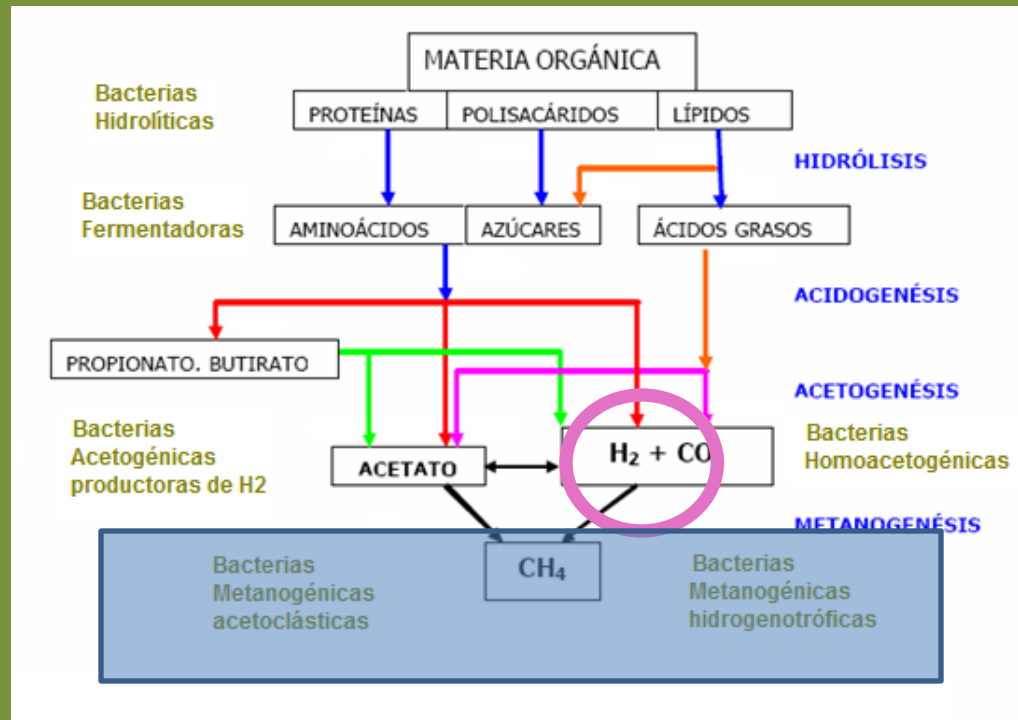 MATERIA ORGÁNICA
Bacterias
Hidrolíticas
PROTEÍNAS
POLISACÁRIDOS
LÍPIDOS
HIDRÓLISIS
Bacterias
Fermentadoras
AMINOÁCIDOS
AZÚCARES
ÁCIDOS GRASOS
ACIDOGENÉSIS
PROPIONATO. BUTIRATO
ACETOGENÉSIS
Bacterias
Acetogénicas
productoras de H2
ACETATO
H₂ + CO
Bacterias
Homoacetogénicas
METANOGENÉSIS
Bacterias
Metanogénicas
acetoclásticas
CH₄
Bacterias
Metanogénicas
hidrogenotróficas